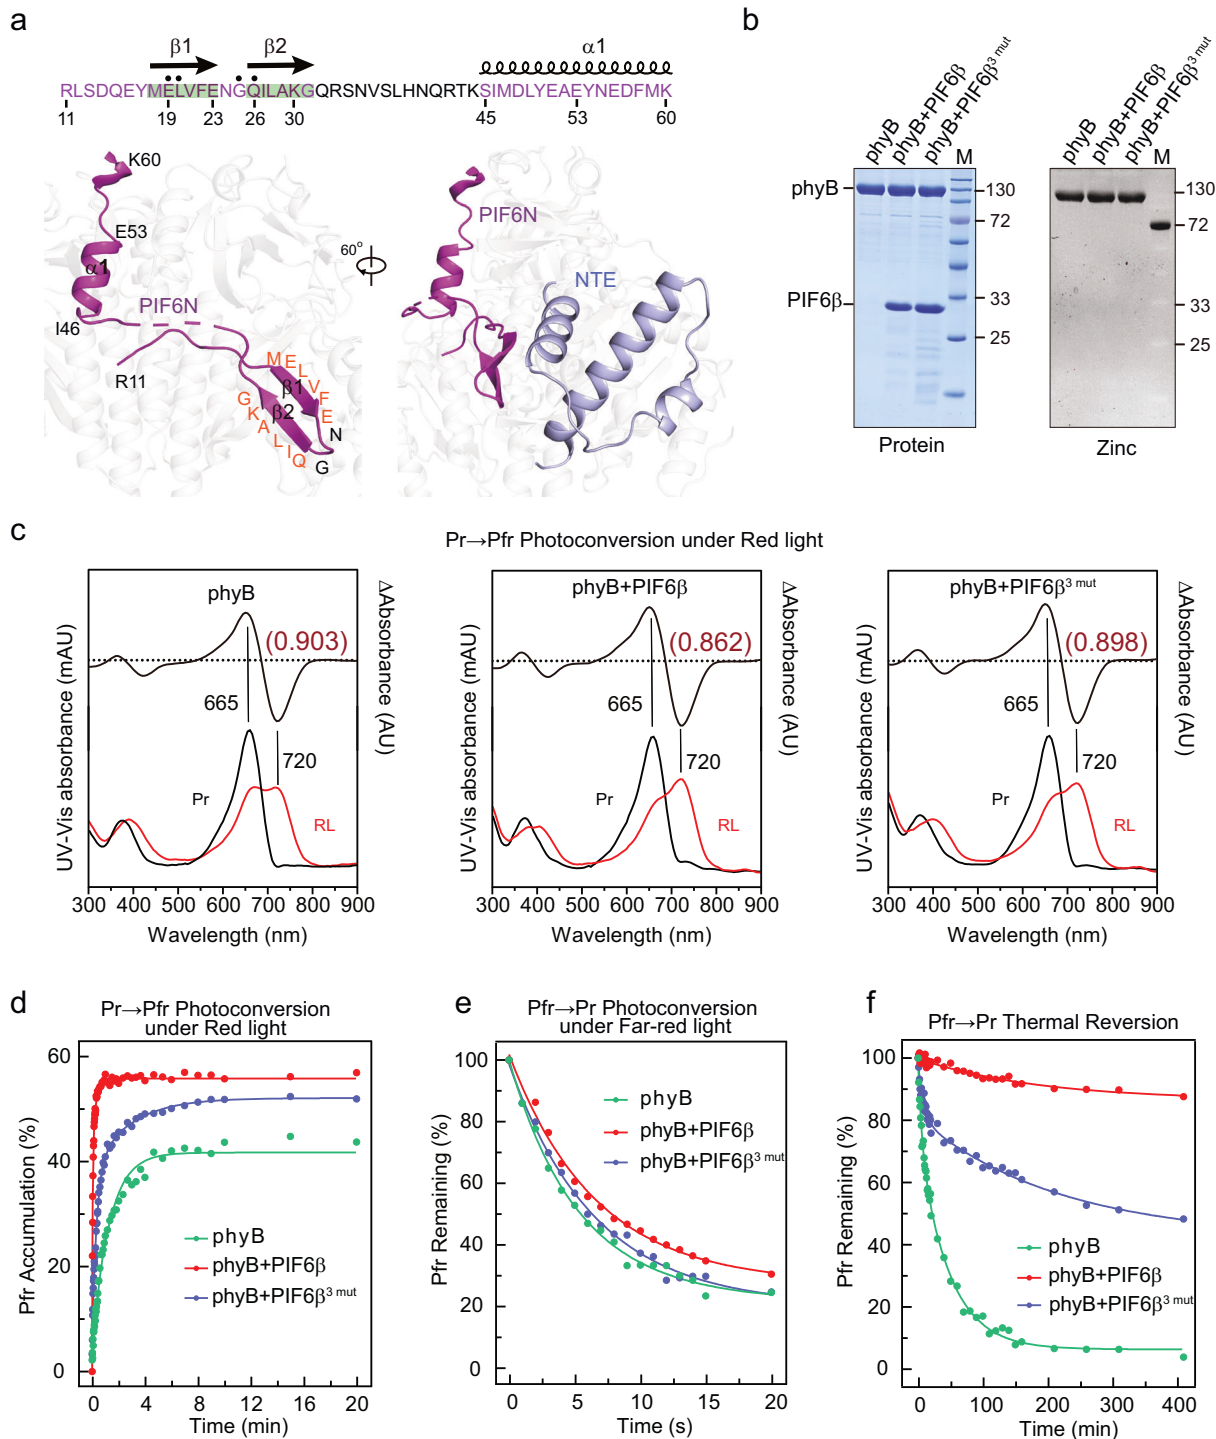 a
β1 β2 α1
RLSDQEYMELVFENGQILAKGQRSNVSLHNQRTKSIMDLYEAEYNEDFMK
11 19 23 26 30 45 53 60
K60
E53
α1
PIF6N
I46
R11
M E L V F E
β1
β2
G K A L I Q
N
G
60°
PIF6N
NTE
b
phyB
phyB+PIF6β
phyB+PIF6β3 mut
M
phyB
PIF6β
130
72
33
25
Protein
phyB
phyB+PIF6β
phyB+PIF6β3 mut
M
130
72
33
25
Zinc
c
Pr→Pfr Photoconversion under Red light
phyB
(0.903)
665
720
Pr
RL
UV-Vis absorbance (mAU)
ΔAbsorbance (AU)
300 400 500 600 700 800 900
Wavelength (nm)
phyB+PIF6β
(0.862)
665
720
Pr
RL
UV-Vis absorbance (mAU)
ΔAbsorbance (AU)
300 400 500 600 700 800 900
Wavelength (nm)
phyB+PIF6β3 mut
(0.898)
665
720
Pr
RL
UV-Vis absorbance (mAU)
ΔAbsorbance (AU)
300 400 500 600 700 800 900
Wavelength (nm)
d
Pr→Pfr Photoconversion
under Red light
Pfr Accumulation (%)
60
40
20
0
phyB
phyB+PIF6β
phyB+PIF6β3 mut
0 4 8 12 16 20
Time (min)
e
Pfr→Pr Photoconversion
under Far-red light
Pfr Remaining (%)
100
80
60
40
20
0
phyB
phyB+PIF6β
phyB+PIF6β3 mut
0 5 10 15 20
Time (s)
f
Pfr→Pr Thermal Reversion
Pfr Remaining (%)
100
80
60
40
20
0
phyB
phyB+PIF6β
phyB+PIF6β3 mut
0 100 200 300 400
Time (min)